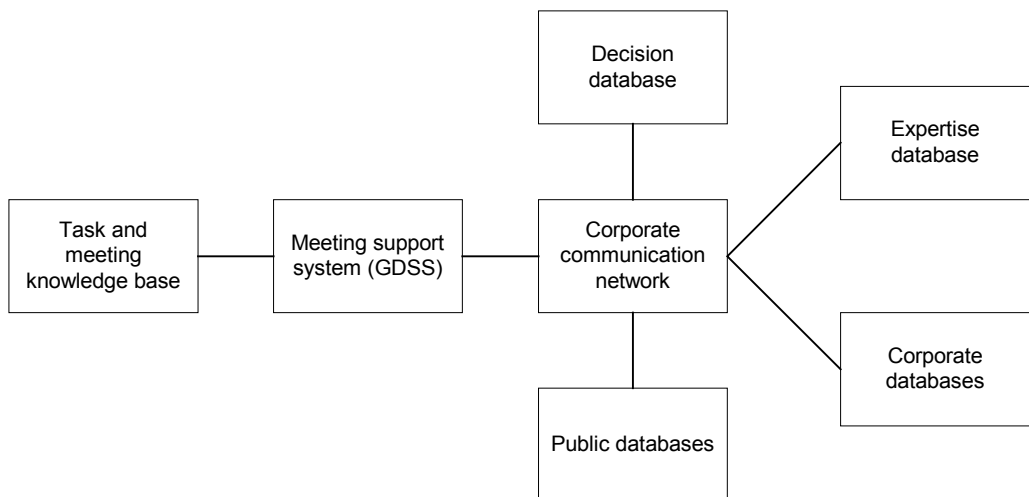 Decision
database
Expertise
database
Task and
meeting
knowledge base
Meeting support
system (GDSS)
Corporate
communication
network
Corporate
databases
Public databases